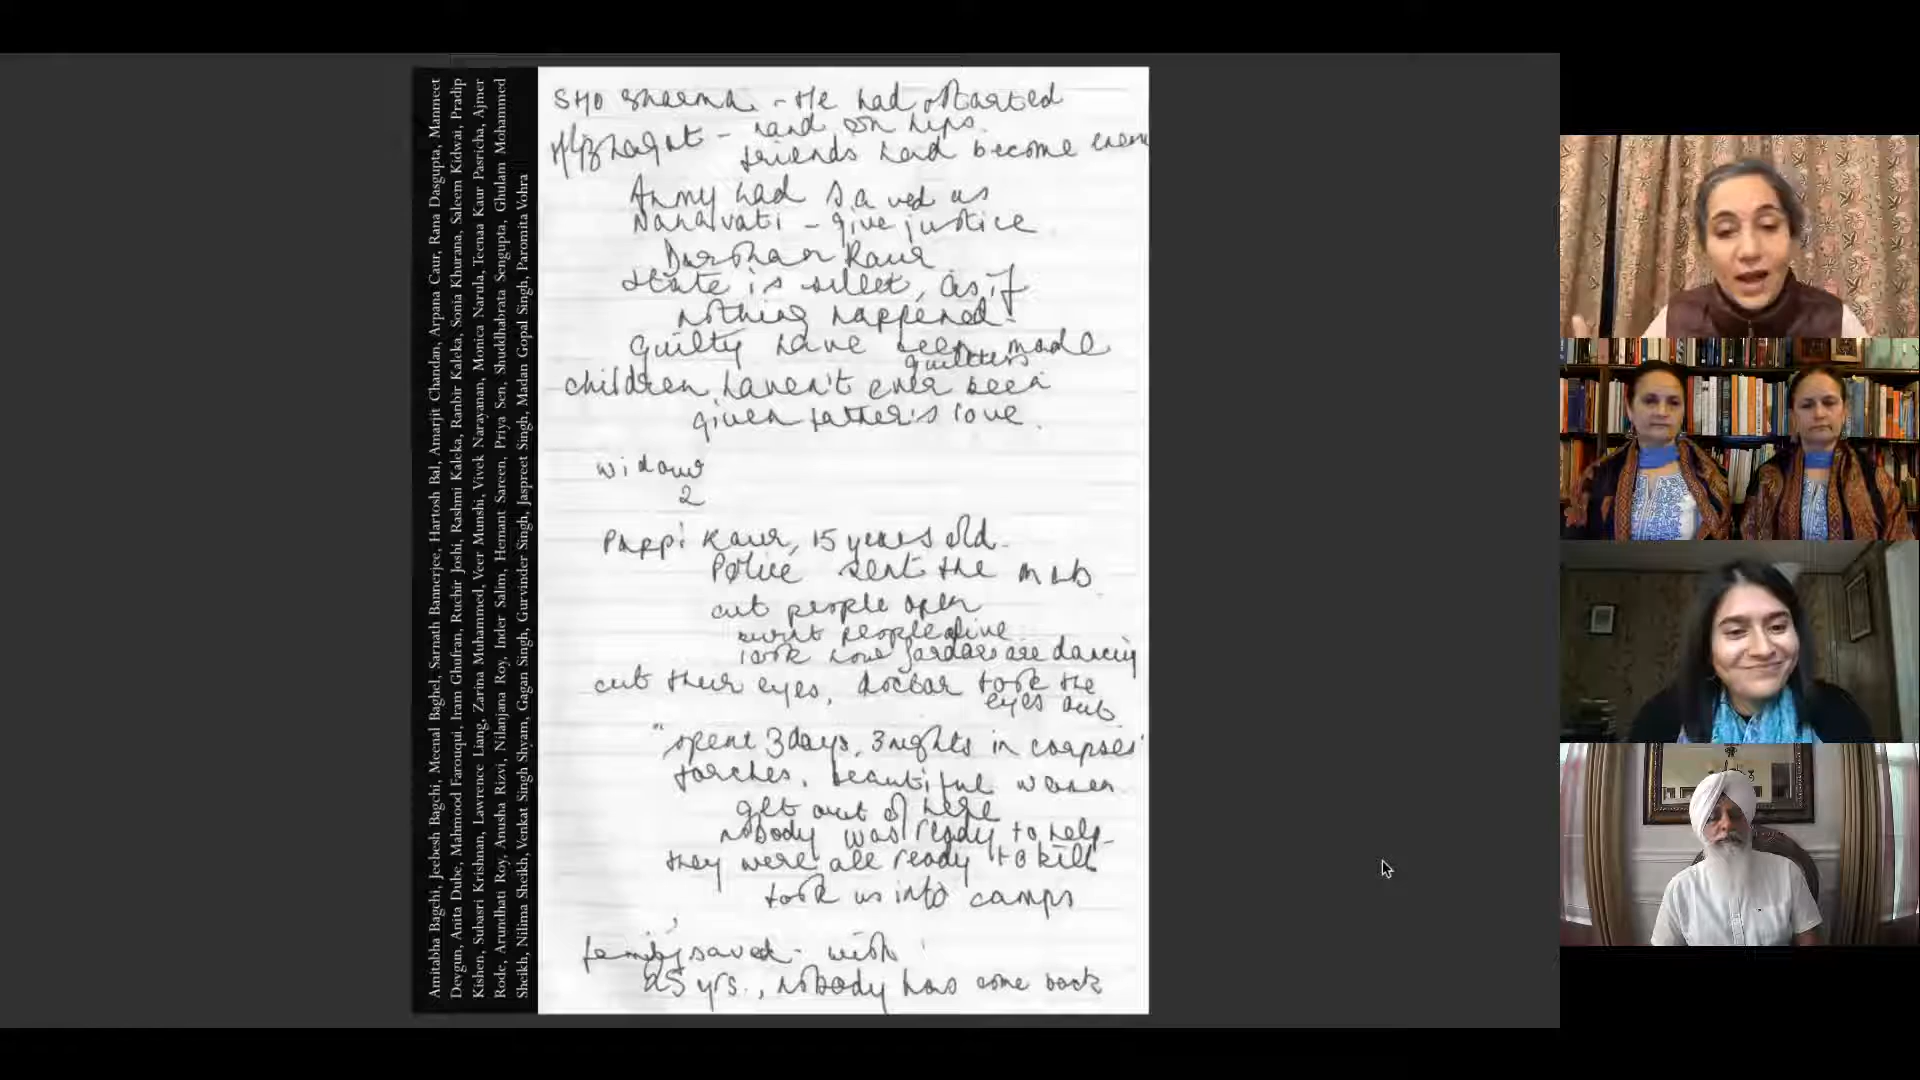 Amitabha Bagchi, Jeebesh Bagchi, Meenal Baghel, Sarnath Bannerjee, Hartosh Bal, Amarjit Chandan, Arpana Caur, Rana Dasgupta, Manmeet
Devgun, Anita Dube, Mahmood Farouqui, Iram Ghufran, Ruchir Joshi, Rashmi Kaleka, Ranbir Kaleka, Sonia Khurana, Saleem Kidwai, Pradip
Kishen, Subasri Krishnan, Lawrence Liang, Zarina Muhammed, Veer Munshi, Vivek Narayanan, Monica Narula, Teenaa Kaur Pasricha, Ajmer
Rode, Arundhati Roy, Anusha Rizvi, Nilanjana Roy, Inder Salim, Hemant Sareen, Priya Sen, Shuddhabrata Sengupta, Ghulam Mohammed
Sheikh, Nilima Sheikh, Venkat Singh Shyam, Gagan Singh, Gurvinder Singh, Jaspreet Singh, Madan Gopal Singh, Paromita Vohra
SHO Sharma - He had started
Bhagat - hand on hips.
friends had become
Army had saved us
Nanavati - give justice
Darshan Kaur
State is silent, as if
nothing happened.
guilty have been made
children haven't ever been
given father's love.
widow
2
Pappi Kaur, 15 years old.
Police sent the mob
cut people open
burnt people alive
look how sardars are dancing
cut their eyes, doctor took the
eyes out.
"spent 3 days, 3 nights in corpses'
torches, beautiful women
get out of here
nobody was ready to help-
they were all ready to kill
took us into camps
family saved - with
25 yrs., nobody has come back